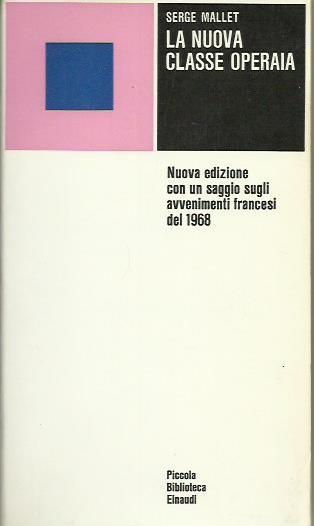 SERGE MALLET
LA NUOVA
CLASSE OPERAIA
Nuova edizione
con un saggio sugli
avvenimenti francesi
del 1968
Piccola
Biblioteca
Einaudi